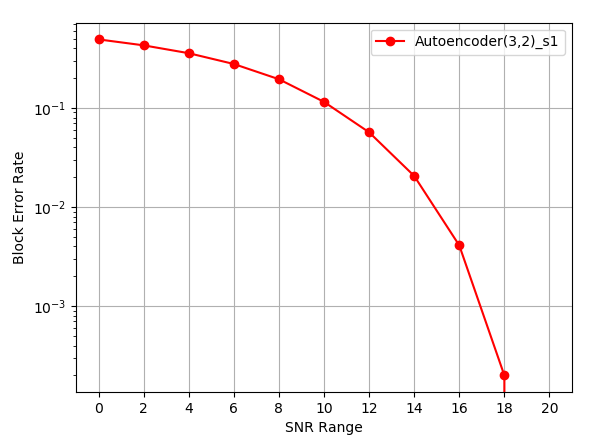 Autoencoder(3,2)_s1
Block Error Rate
10⁻¹
10⁻²
10⁻³
0 2 4 6 8 10 12 14 16 18 20
SNR Range